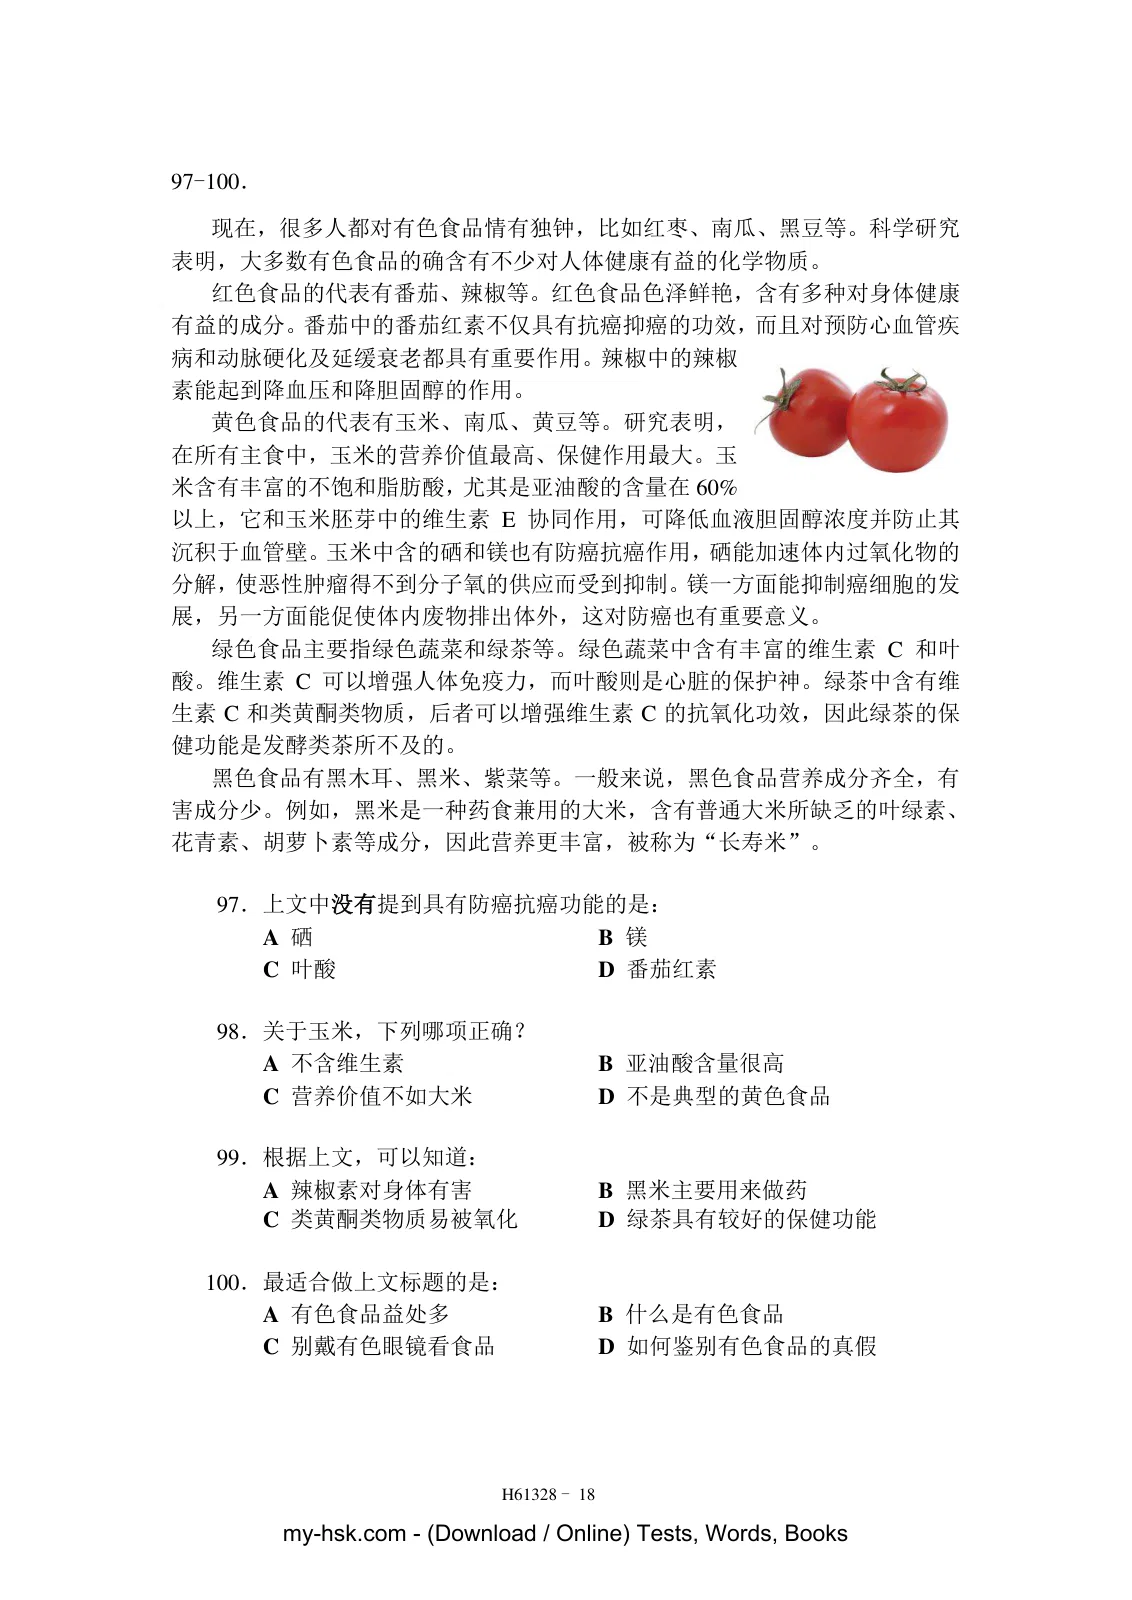 97-100.
现在，很多人都对有色食品情有独钟，比如红枣、南瓜、黑豆等。科学研究
表明，大多数有色食品的确含有不少对人体健康有益的化学物质。
红色食品的代表有番茄、辣椒等。红色食品色泽鲜艳，含有多种对身体健康
有益的成分。番茄中的番茄红素不仅具有抗癌抑癌的功效，而且对预防心血管疾
病和动脉硬化及延缓衰老都具有重要作用。辣椒中的辣椒
素能起到降血压和降胆固醇的作用。
黄色食品的代表有玉米、南瓜、黄豆等。研究表明，
在所有主食中，玉米的营养价值最高、保健作用最大。玉
米含有丰富的不饱和脂肪酸，尤其是亚油酸的含量在 60%
以上，它和玉米胚芽中的维生素 E 协同作用，可降低血液胆固醇浓度并防止其
沉积于血管壁。玉米中含的硒和镁也有防癌抗癌作用，硒能加速体内过氧化物的
分解，使恶性肿瘤得不到分子氧的供应而受到抑制。镁一方面能抑制癌细胞的发
展，另一方面能促使体内废物排出体外，这对防癌也有重要意义。
绿色食品主要指绿色蔬菜和绿茶等。绿色蔬菜中含有丰富的维生素 C 和叶
酸。维生素 C 可以增强人体免疫力，而叶酸则是心脏的保护神。绿茶中含有维
生素 C 和类黄酮类物质，后者可以增强维生素 C 的抗氧化功效，因此绿茶的保
健功能是发酵类茶所不及的。
黑色食品有黑木耳、黑米、紫菜等。一般来说，黑色食品营养成分齐全，有
害成分少。例如，黑米是一种药食兼用的大米，含有普通大米所缺乏的叶绿素、
花青素、胡萝卜素等成分，因此营养更丰富，被称为“长寿米”。
97. 上文中没有提到具有防癌抗癌功能的是：
A 硒 B 镁
C 叶酸 D 番茄红素
98. 关于玉米，下列哪项正确？
A 不含维生素 B 亚油酸含量很高
C 营养价值不如大米 D 不是典型的黄色食品
99. 根据上文，可以知道：
A 辣椒素对身体有害 B 黑米主要用来做药
C 类黄酮类物质易被氧化 D 绿茶具有较好的保健功能
100. 最适合做上文标题的是：
A 有色食品益处多 B 什么是有色食品
C 别戴有色眼镜看食品 D 如何鉴别有色食品的真假
H61328 - 18
my-hsk.com - (Download / Online) Tests, Words, Books